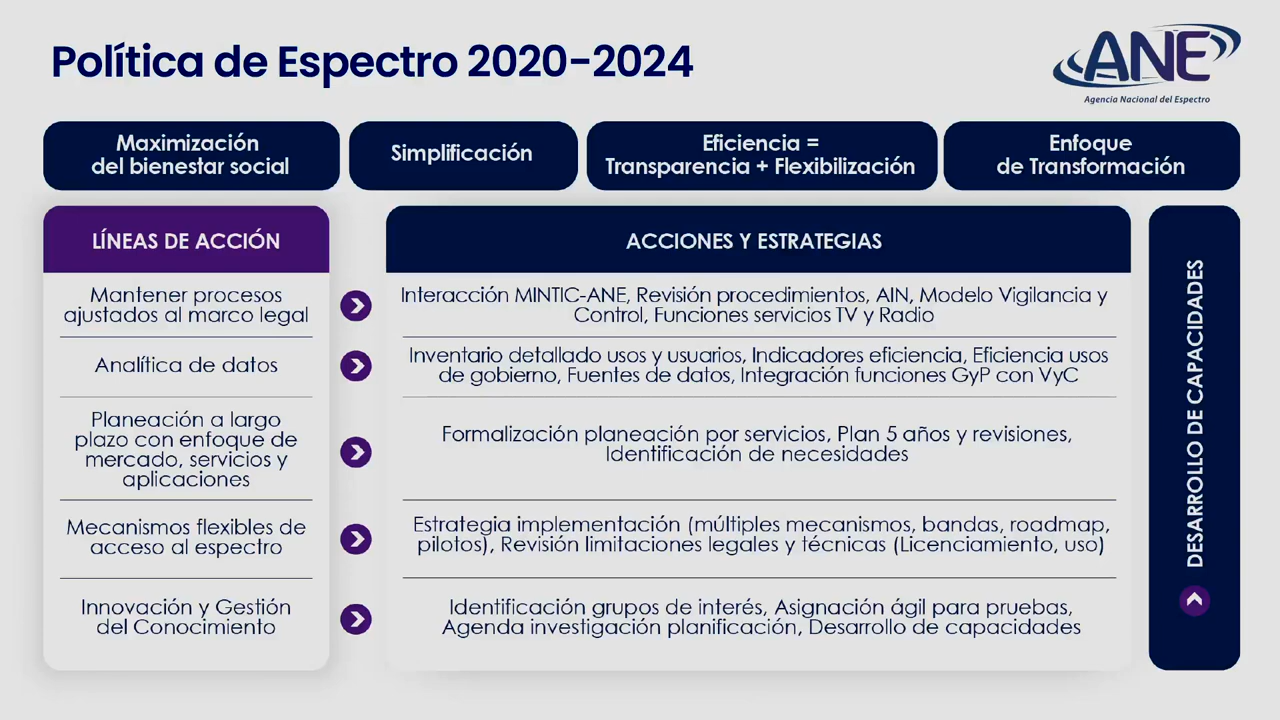 Política de Espectro 2020-2024
ANE
Agencia Nacional del Espectro
Maximización
del bienestar social
Simplificación
Eficiencia =
Transparencia + Flexibilización
Enfoque
de Transformación
LÍNEAS DE ACCIÓN
ACCIONES Y ESTRATEGIAS
Mantener procesos
ajustados al marco legal
Interacción MINTIC-ANE, Revisión procedimientos, AIN, Modelo Vigilancia y
Control, Funciones servicios TV y Radio
Analítica de datos
Inventario detallado usos y usuarios, Indicadores eficiencia, Eficiencia usos
de gobierno, Fuentes de datos, Integración funciones GyP con VyC
Planeación a largo
plazo con enfoque de
mercado, servicios y
aplicaciones
Formalización planeación por servicios, Plan 5 años y revisiones,
Identificación de necesidades
Mecanismos flexibles de
acceso al espectro
Estrategia implementación (múltiples mecanismos, bandas, roadmap,
pilotos), Revisión limitaciones legales y técnicas (Licenciamiento, uso)
Innovación y Gestión
del Conocimiento
Identificación grupos de interés, Asignación ágil para pruebas,
Agenda investigación planificación, Desarrollo de capacidades
DESARROLLO DE CAPACIDADES